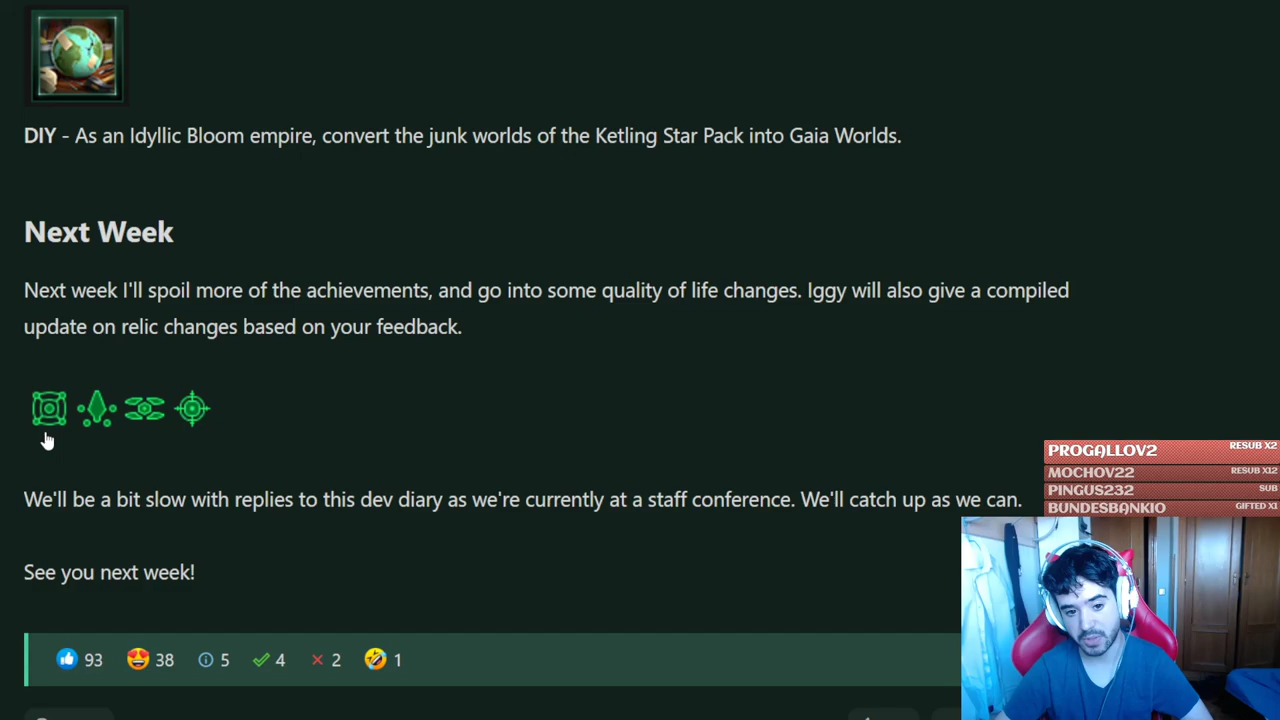 DIY - As an Idyllic Bloom empire, convert the junk worlds of the Ketling Star Pack into Gaia Worlds.
Next Week
Next week I'll spoil more of the achievements, and go into some quality of life changes. Iggy will also give a compiled
update on relic changes based on your feedback.
PROGALLOV2 RESUB X2
MOCHOV22 RESUB X12
PINGUS232 SUB
BUNDESBANKIO GIFTED X1
We'll be a bit slow with replies to this dev diary as we're currently at a staff conference. We'll catch up as we can.
See you next week!
93 38 5 4 2 1